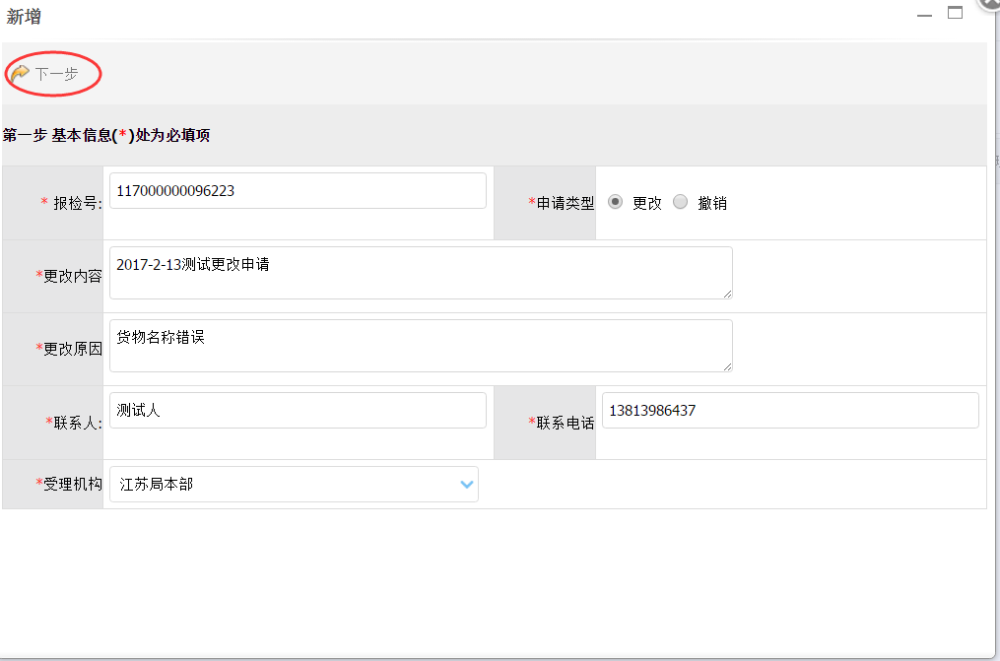 新增
下一步
第一步 基本信息(*)处为必填项
* 报检号: 117000000096223 *申请类型 更改 撤销
*更改内容 2017-2-13测试更改申请
*更改原因 货物名称错误
*联系人: 测试人 *联系电话 13813986437
*受理机构 江苏局本部